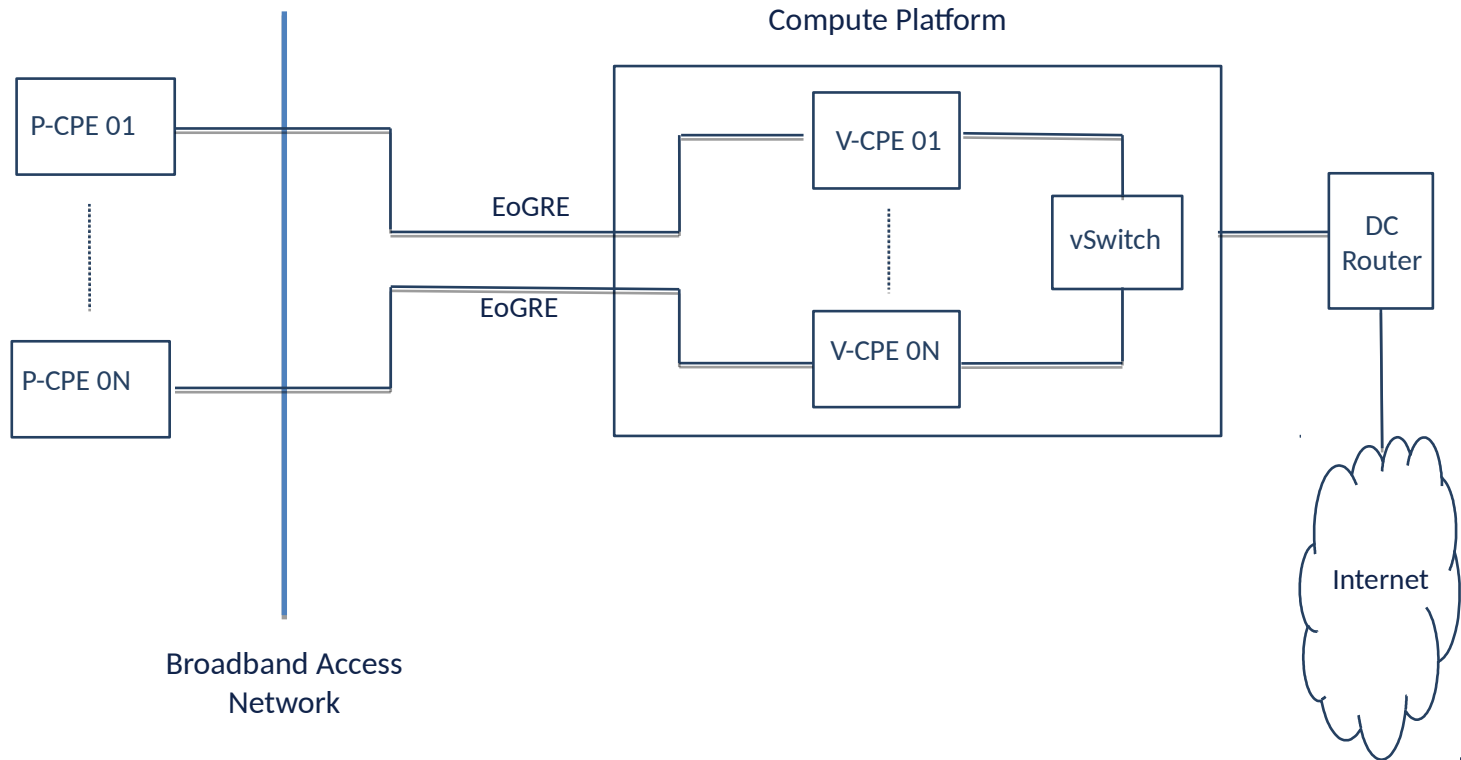 Compute Platform
P-CPE 01
V-CPE 01
EoGRE
vSwitch
DC
Router
EoGRE
V-CPE 0N
P-CPE 0N
Internet
Broadband Access
Network